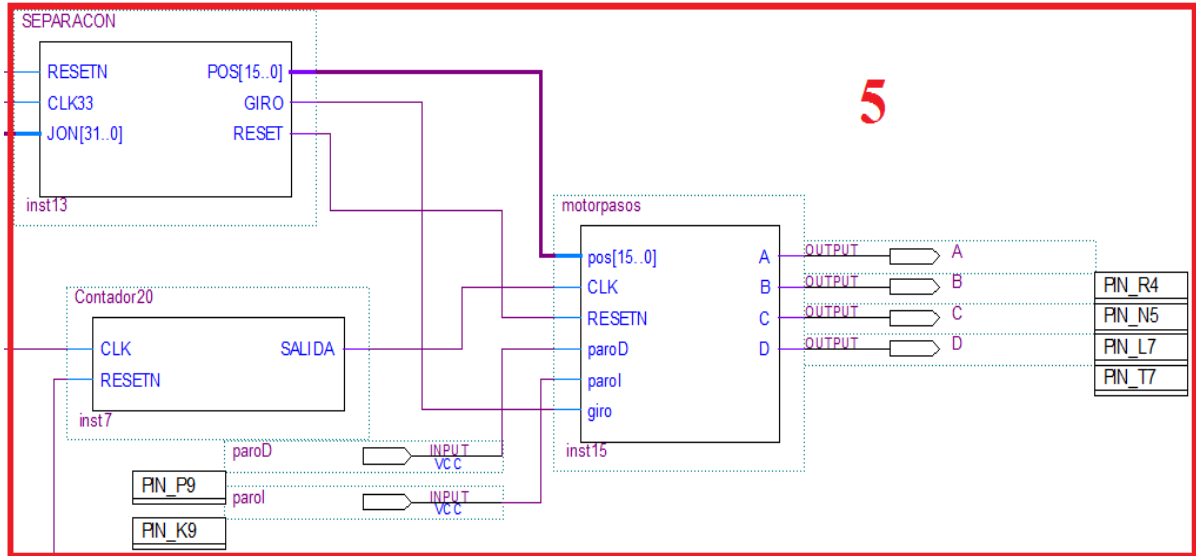 SEPARACON
RESETN POS[15..0]
CLK33 GIRO
JON[31..0] RESET
inst13
5
motorpasos
pos[15..0] A
CLK B
RESETN C
paroD D
paroI
giro
inst15
OUTPUT A
OUTPUT B
OUTPUT C
OUTPUT D
PIN_R4
PIN_N5
PIN_L7
PIN_T7
Contador20
CLK SALIDA
RESETN
inst7
paroD INPUT
VCC
PIN_P9
paroI INPUT
VCC
PIN_K9